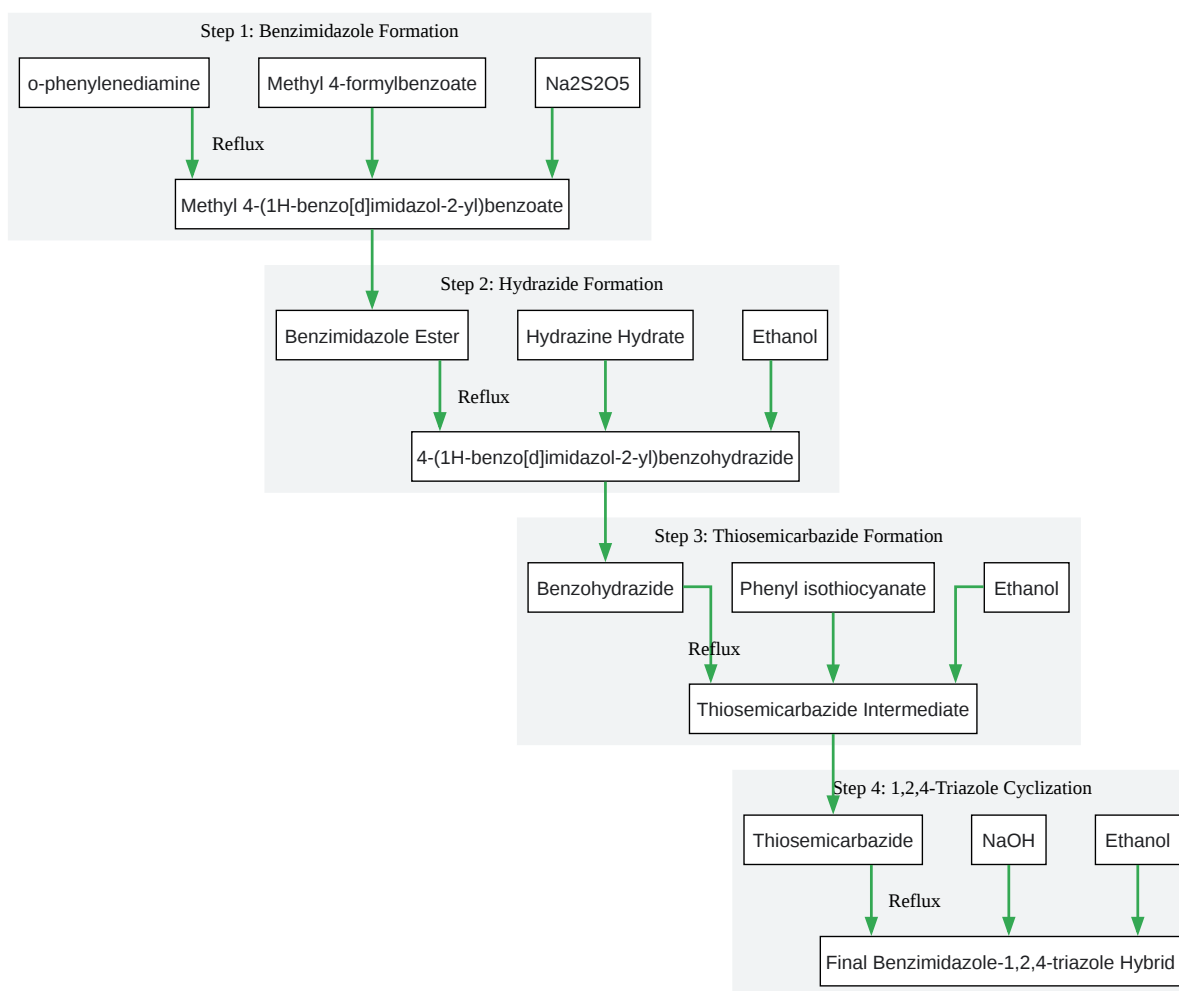 Step 1: Benzimidazole Formation
o-phenylenediamine
Methyl 4-formylbenzoate
Na2S2O5
Reflux
Methyl 4-(1H-benzo[d]imidazol-2-yl)benzoate
Step 2: Hydrazide Formation
Benzimidazole Ester
Hydrazine Hydrate
Ethanol
Reflux
4-(1H-benzo[d]imidazol-2-yl)benzohydrazide
Step 3: Thiosemicarbazide Formation
Benzohydrazide
Phenyl isothiocyanate
Ethanol
Reflux
Thiosemicarbazide Intermediate
Step 4: 1,2,4-Triazole Cyclization
Thiosemicarbazide
NaOH
Ethanol
Reflux
Final Benzimidazole-1,2,4-triazole Hybrid